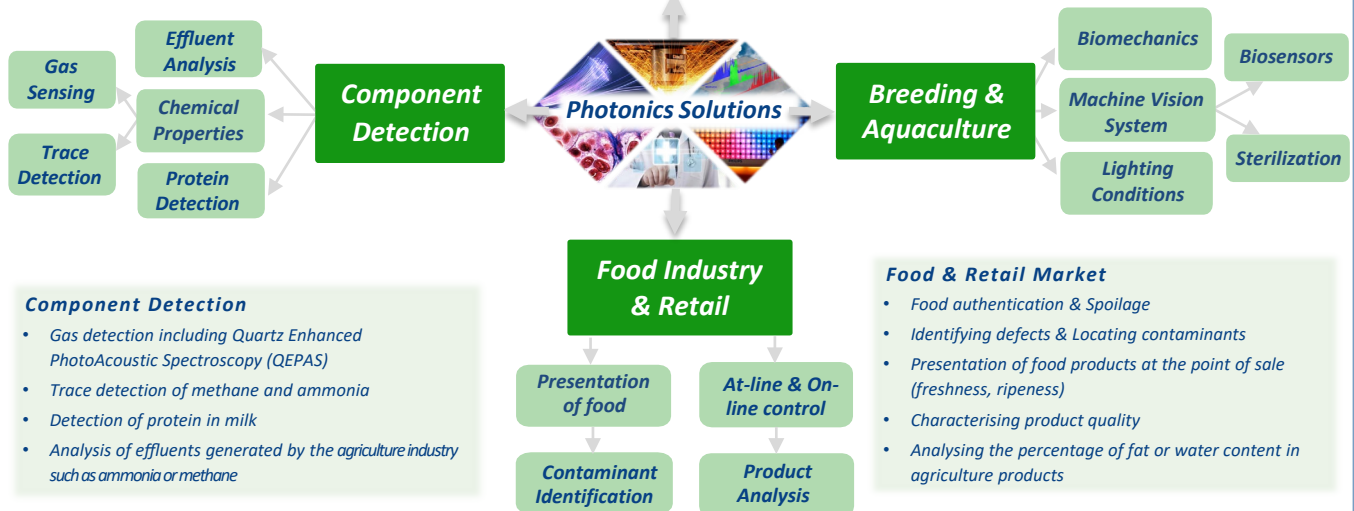 Effluent
Analysis
Gas
Sensing
Chemical
Properties
Trace
Detection
Protein
Detection
Component
Detection
Photonics Solutions
Breeding &
Aquaculture
Biomechanics
Machine Vision
System
Lighting
Conditions
Biosensors
Sterilization
Food Industry
& Retail
Presentation
of food
At-line & On-
line control
Contaminant
Identification
Product
Analysis
Component Detection
• Gas detection including Quartz Enhanced
PhotoAcoustic Spectroscopy (QEPAS)
• Trace detection of methane and ammonia
• Detection of protein in milk
• Analysis of effluents generated by the agriculture industry
such as ammonia or methane
Food & Retail Market
• Food authentication & Spoilage
• Identifying defects & Locating contaminants
• Presentation of food products at the point of sale
(freshness, ripeness)
• Characterising product quality
• Analysing the percentage of fat or water content in
agriculture products